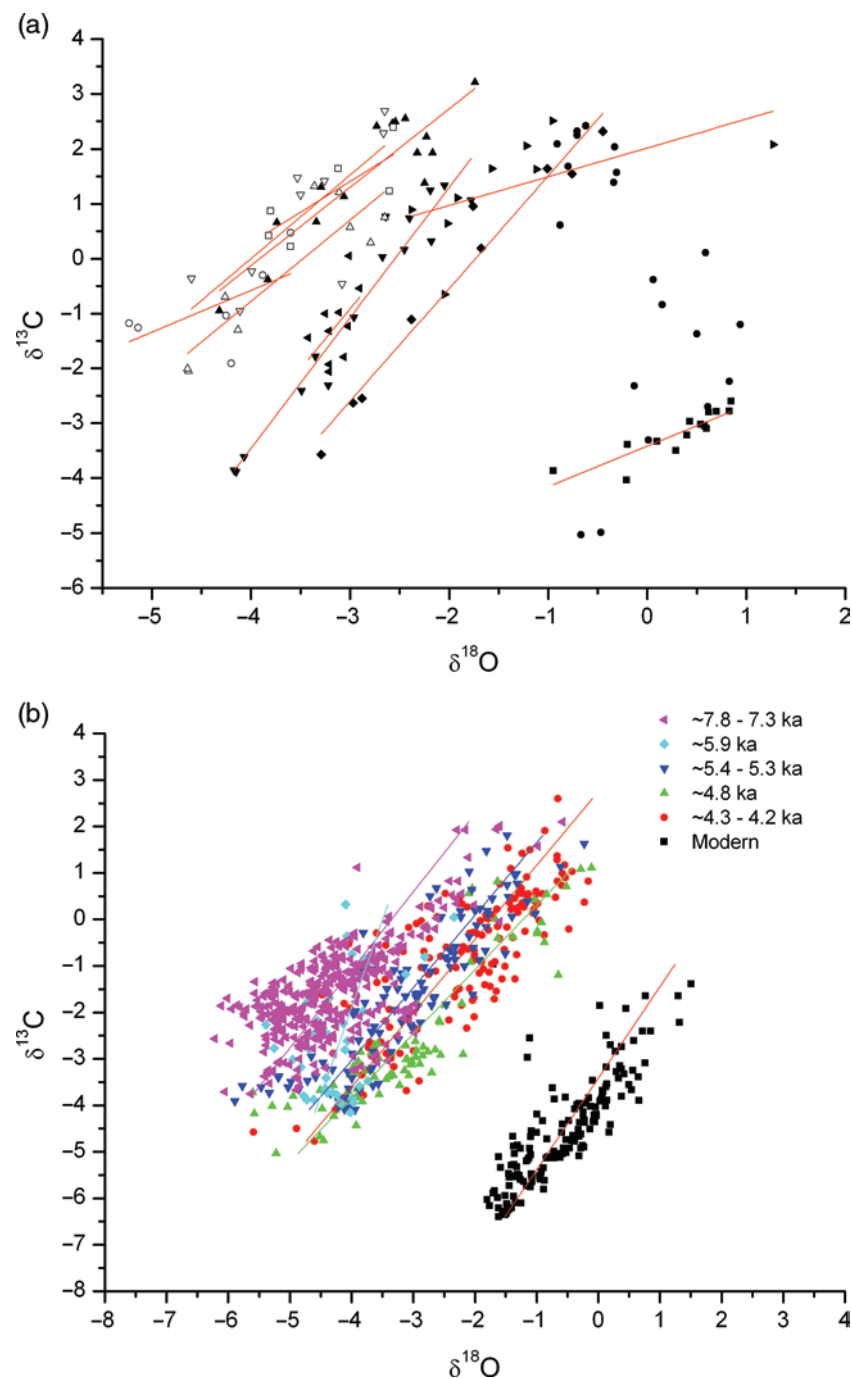 (a)
4
3
2
1
0
−1
−2
−3
−4
−5
−6
δ13C
−5 −4 −3 −2 −1 0 1 2
δ18O
(b)
~7.8 - 7.3 ka
~5.9 ka
~5.4 - 5.3 ka
~4.8 ka
~4.3 - 4.2 ka
Modern
4
3
2
1
0
−1
−2
−3
−4
−5
−6
−7
−8
δ13C
−8 −7 −6 −5 −4 −3 −2 −1 0 1 2 3 4
δ18O